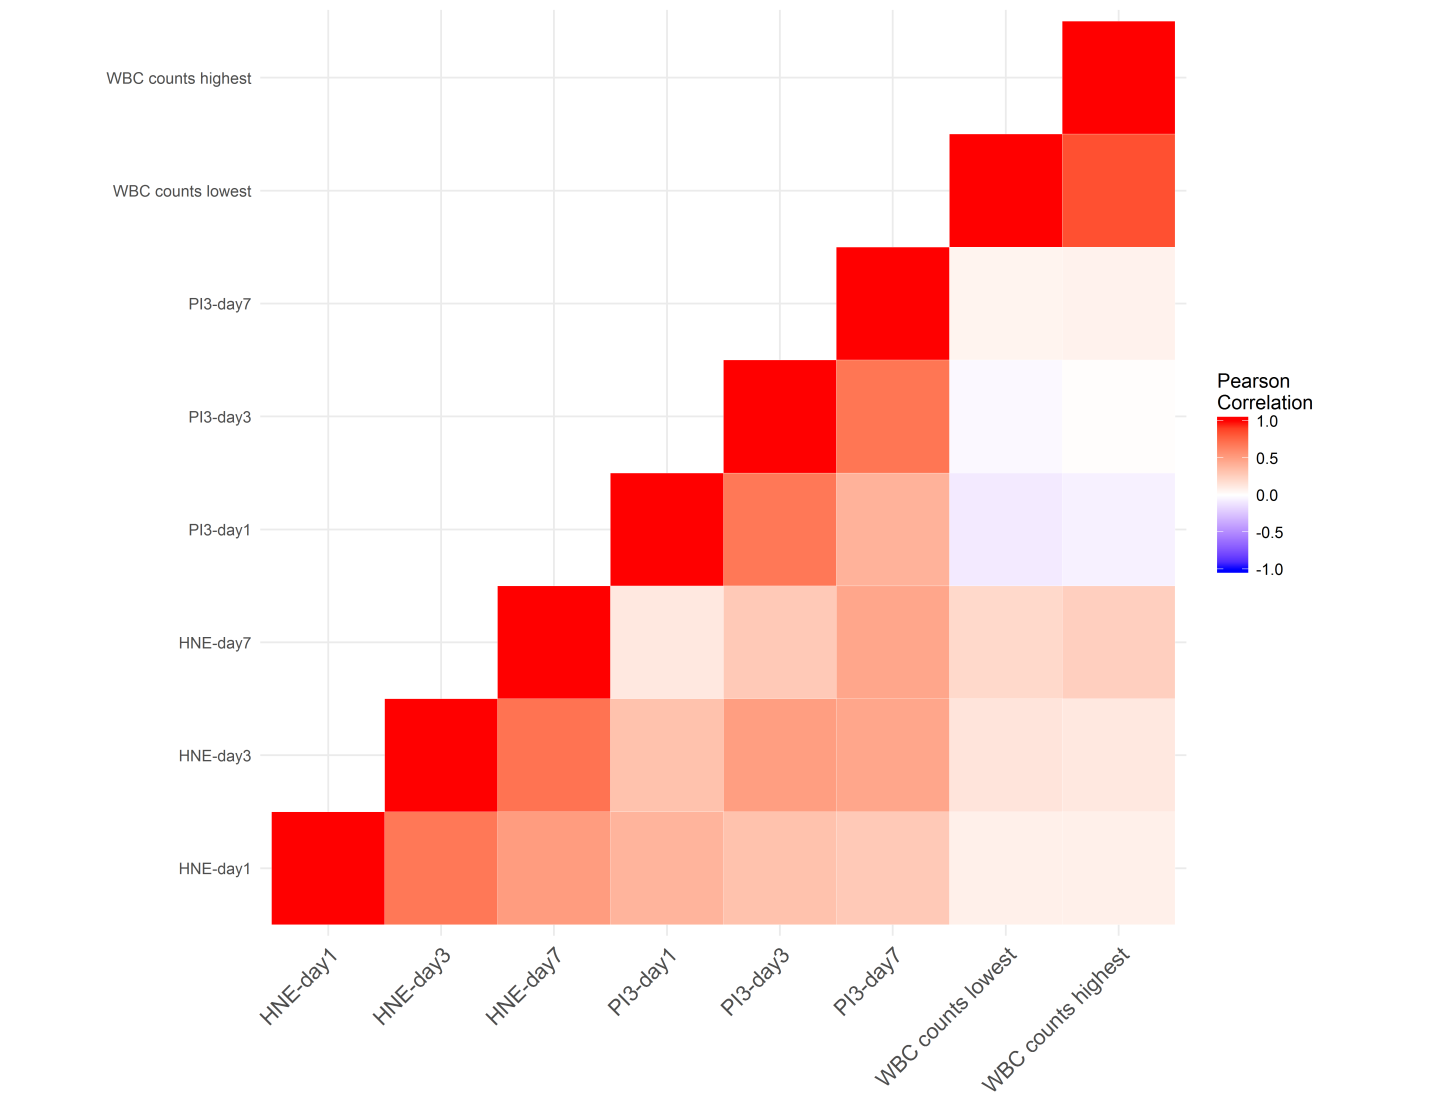 WBC counts highest
WBC counts lowest
PI3-day7
PI3-day3
PI3-day1
HNE-day7
HNE-day3
HNE-day1
HNE-day1
HNE-day3
HNE-day7
PI3-day1
PI3-day3
PI3-day7
WBC counts lowest
WBC counts highest
Pearson
Correlation
1.0
0.5
0.0
-0.5
-1.0